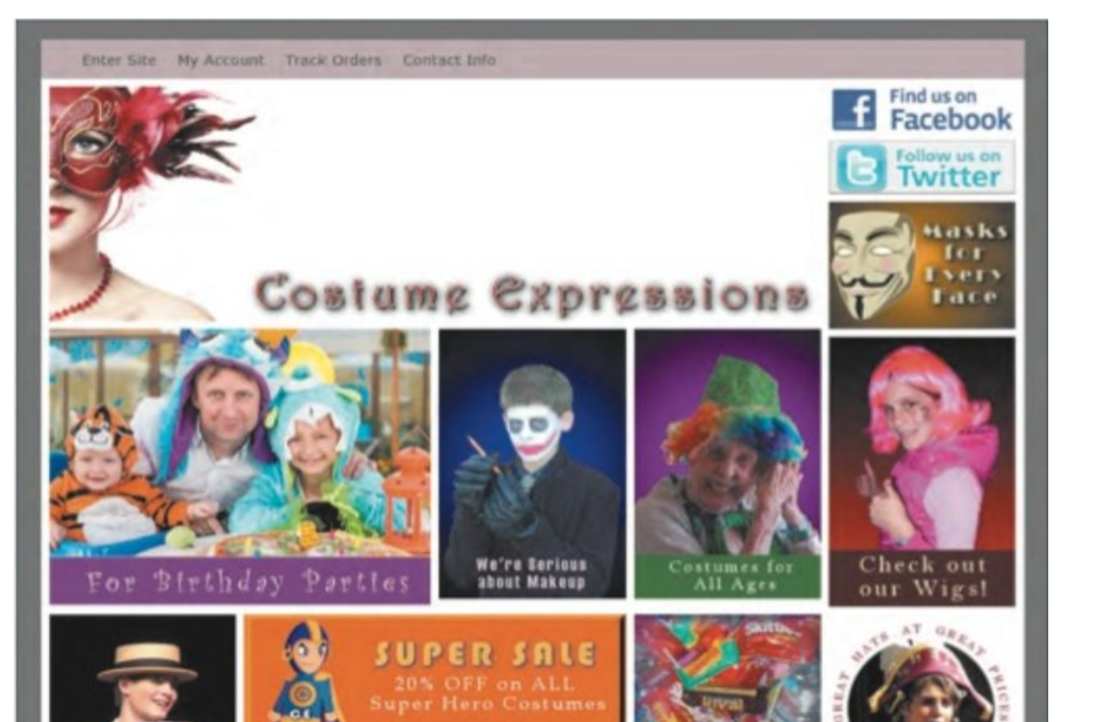 Enter Site My Account Track Orders Contact Info
Find us on
Facebook
Follow us on
Twitter
Masks
for
Every
Face
Costume Expressions
For Birthday Parties
We're Serious
about Makeup
Costumes for
All Ages
Check out
our Wigs!
SUPER SALE
20% OFF on ALL
Super Hero Costumes
Skittles
GREAT HATS AT GREAT PRICES